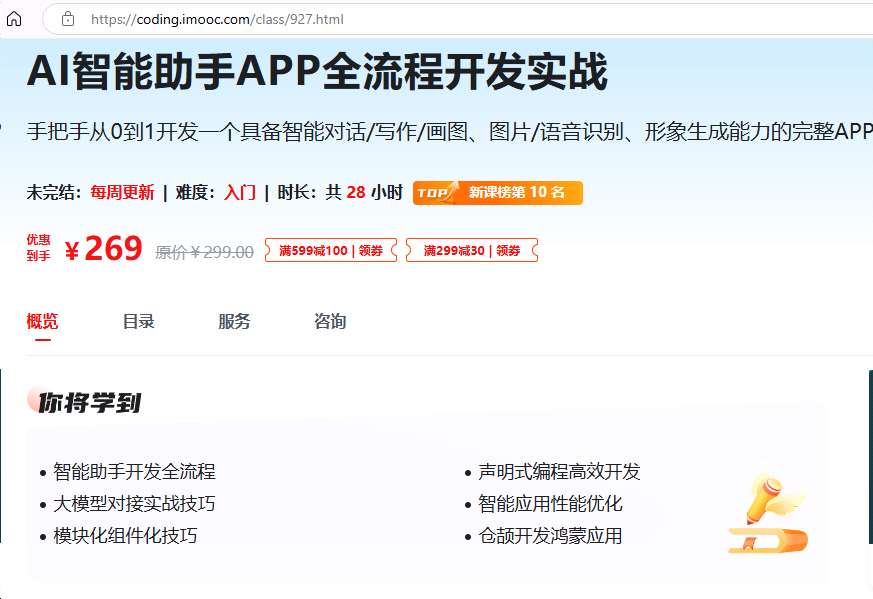 https://coding.imooc.com/class/927.html
AI智能助手APP全流程开发实战
手把手从0到1开发一个具备智能对话/写作/画图、图片/语音识别、形象生成能力的完整APP
未完结：每周更新 | 难度：入门 | 时长：共 28 小时 TOP 新课榜第 10 名
优惠到手 ¥269 原价¥299.00 满599减100 | 领券 满299减30 | 领券
概览 目录 服务 咨询
你将学到
• 智能助手开发全流程 • 声明式编程高效开发
• 大模型对接实战技巧 • 智能应用性能优化
• 模块化组件化技巧 • 仓颉开发鸿蒙应用